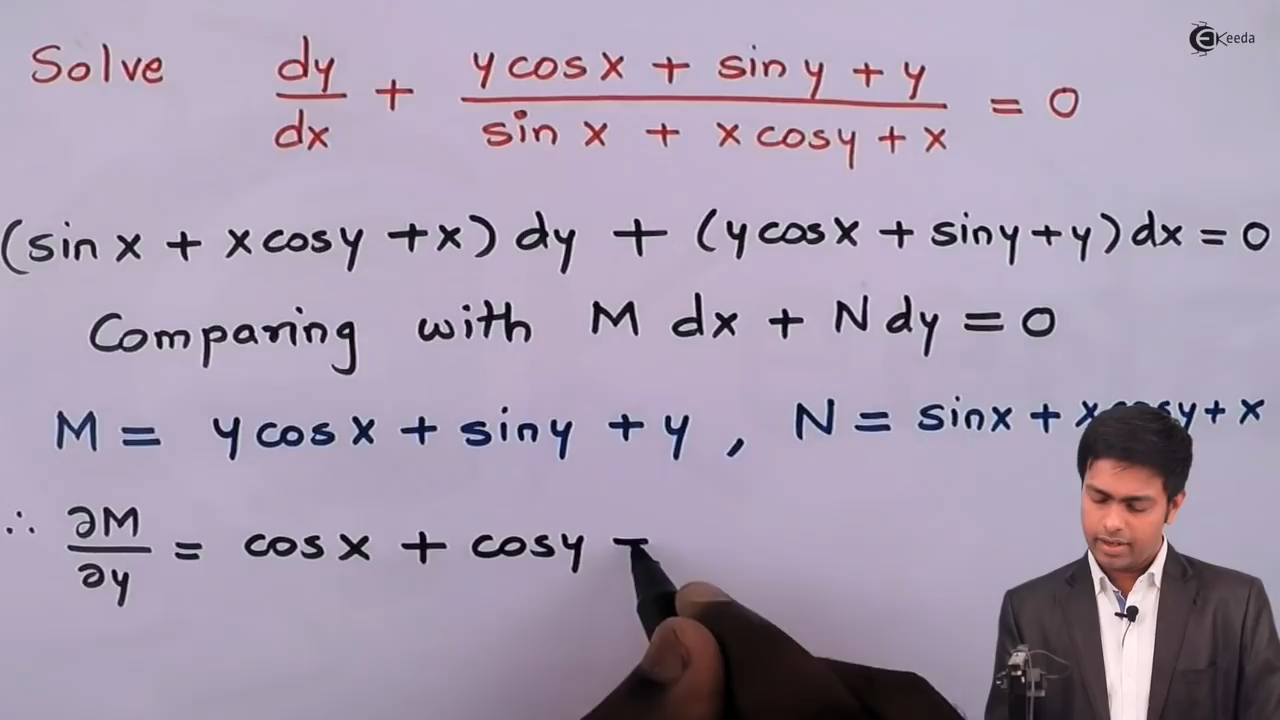 Keeda
Solve dy/dx + (y cos x + sin y + y)/(sin x + x cos y + x) = 0
(sin x + x cos y + x) dy + (y cos x + sin y + y) dx = 0
Comparing with M dx + N dy = 0
M = y cos x + sin y + y , N = sin x + x y + x
∴ ∂M/∂y = cos x + cos y